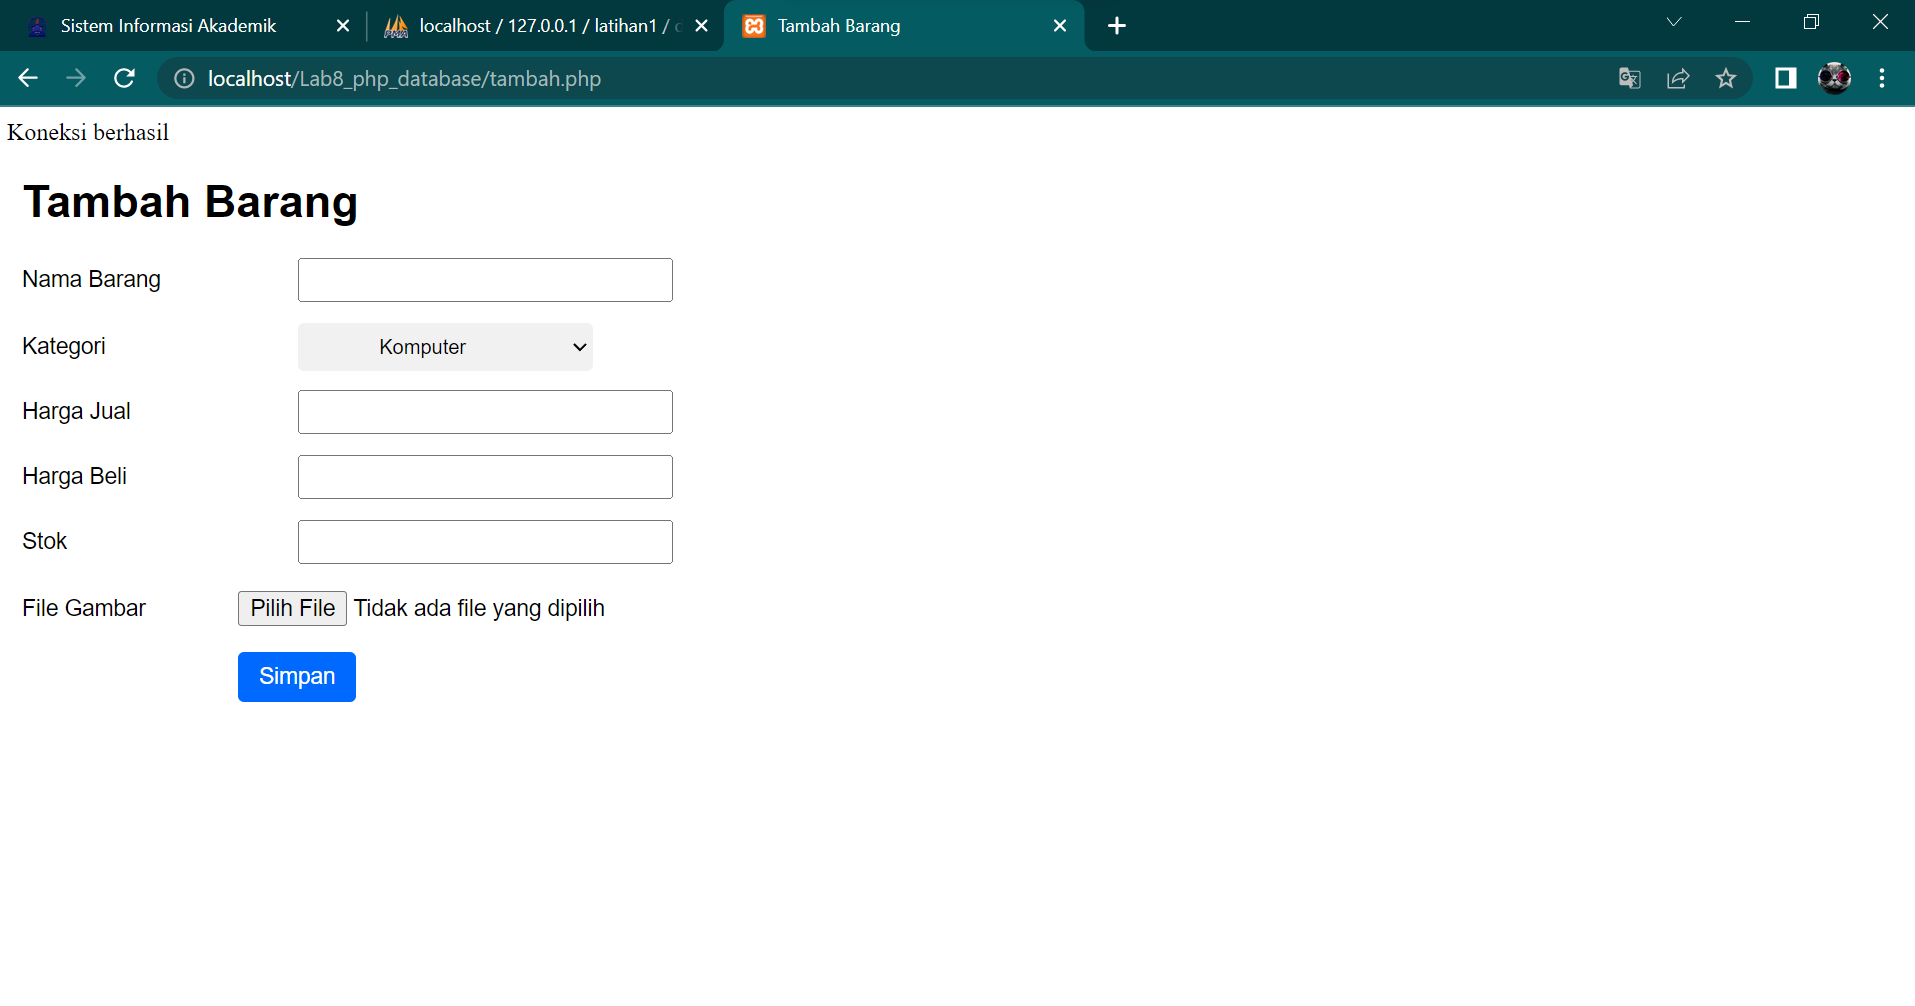 Sistem Informasi Akademik
localhost / 127.0.0.1 / latihan1 /
Tambah Barang
localhost/Lab8_php_database/tambah.php
Koneksi berhasil
Tambah Barang
Nama Barang
Kategori Komputer
Harga Jual
Harga Beli
Stok
File Gambar Pilih File Tidak ada file yang dipilih
Simpan